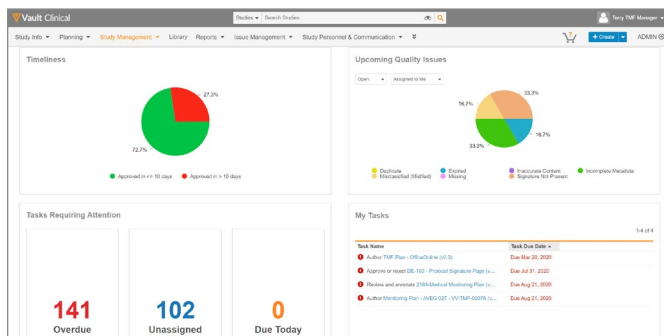 Vault Clinical
Studies Search Studies
Terry TMF Manager
Study Info Planning Study Management Library Reports Issue Management Study Personnel & Communication
+ Create ADMIN
Timeliness
27.3%
72.7%
Approved in <= 10 days Approved in > 10 days
Upcoming Quality Issues
Open Assigned to Me
33.3%
16.7%
16.7%
33.3%
Duplicate Expired Inaccurate Content Incomplete Metadata
Misclassified (Misfiled) Missing Signature Not Present
Tasks Requiring Attention
141
Overdue
102
Unassigned
0
Due Today
My Tasks
1-4 of 4
Task Name Task Due Date
Author TMF Plan - OfficeOnline (v0.3) Due Mar 28, 2020
Approve or reject DE-103 - Protocol Signature Page (v... Due Jul 31, 2020
Review and annotate 2184-Medical Monitoring Plan (v... Due Aug 21, 2020
Author Monitoring Plan - AVEG 02T - (v... Due Aug 21, 2020